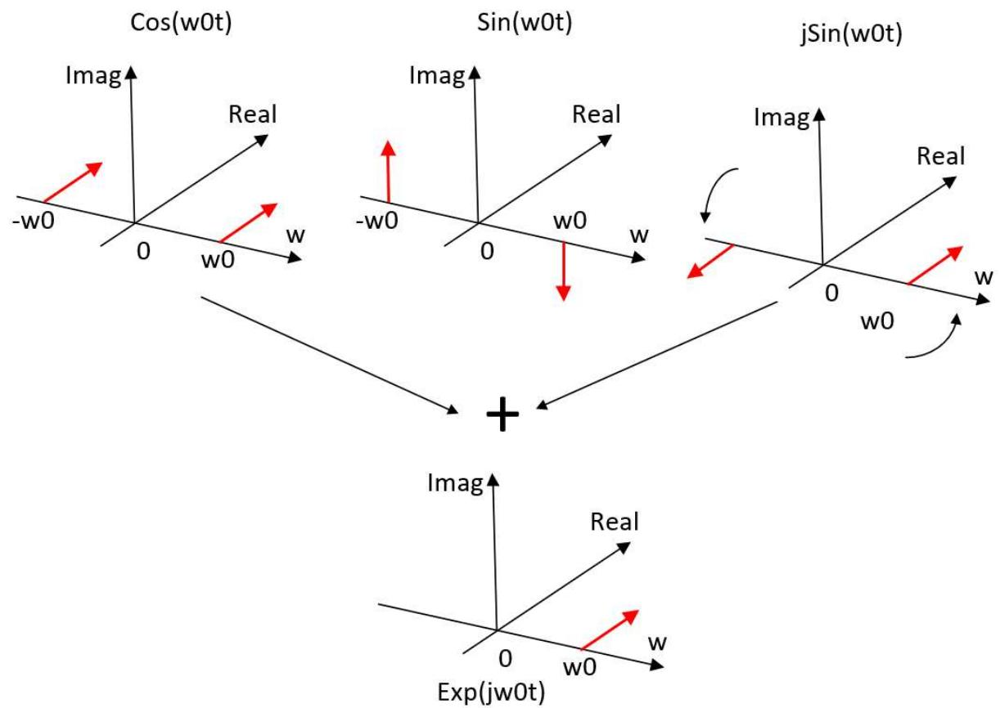 Cos(w0t)
Imag
Real
-w0
0
w0
w
Sin(w0t)
Imag
Real
-w0
0
w0
w
jSin(w0t)
Imag
Real
0
w0
w
+
Imag
Real
0
w0
w
Exp(jw0t)